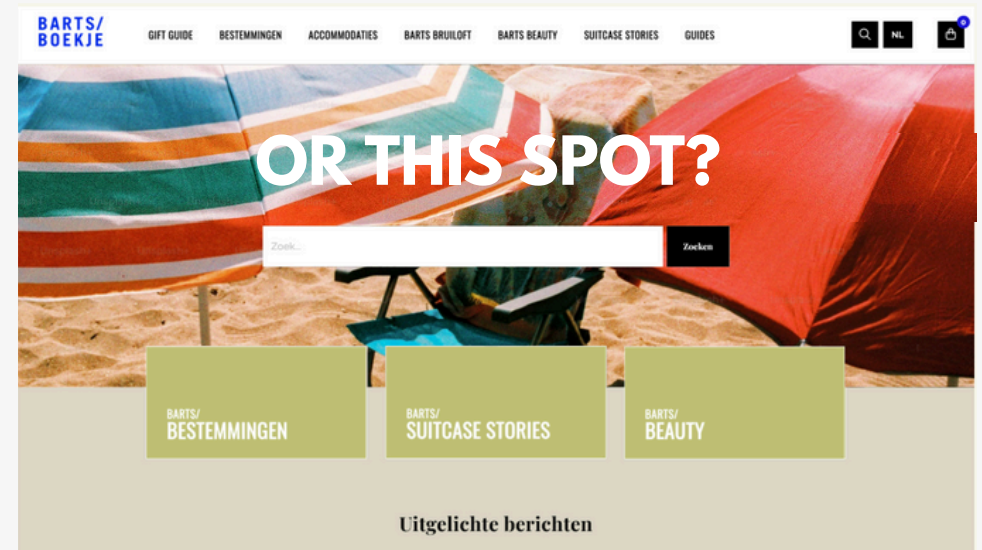 BARTS/
BOEKJE
GIFT GUIDE BESTEMMINGEN ACCOMMODATIES BARTS BRUILOFT BARTS BEAUTY SUITCASE STORIES GUIDES
NL
0
OR THIS SPOT?
Zoek...
Zoeken
BARTS/
BESTEMMINGEN
BARTS/
SUITCASE STORIES
BARTS/
BEAUTY
Uitgelichte berichten